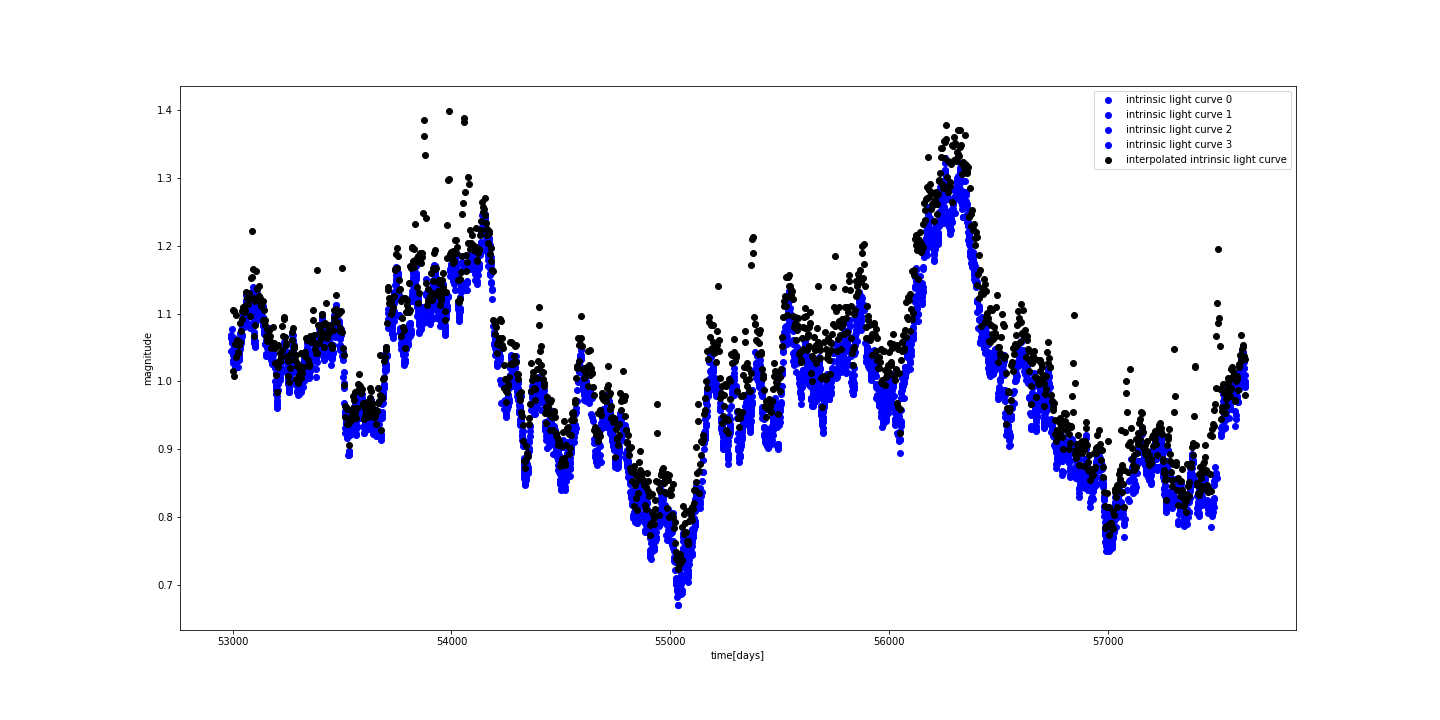 1.4
1.3
1.2
1.1
1.0
0.9
0.8
0.7
magnitude
53000
54000
55000
56000
57000
time[days]
intrinsic light curve 0
intrinsic light curve 1
intrinsic light curve 2
intrinsic light curve 3
interpolated intrinsic light curve